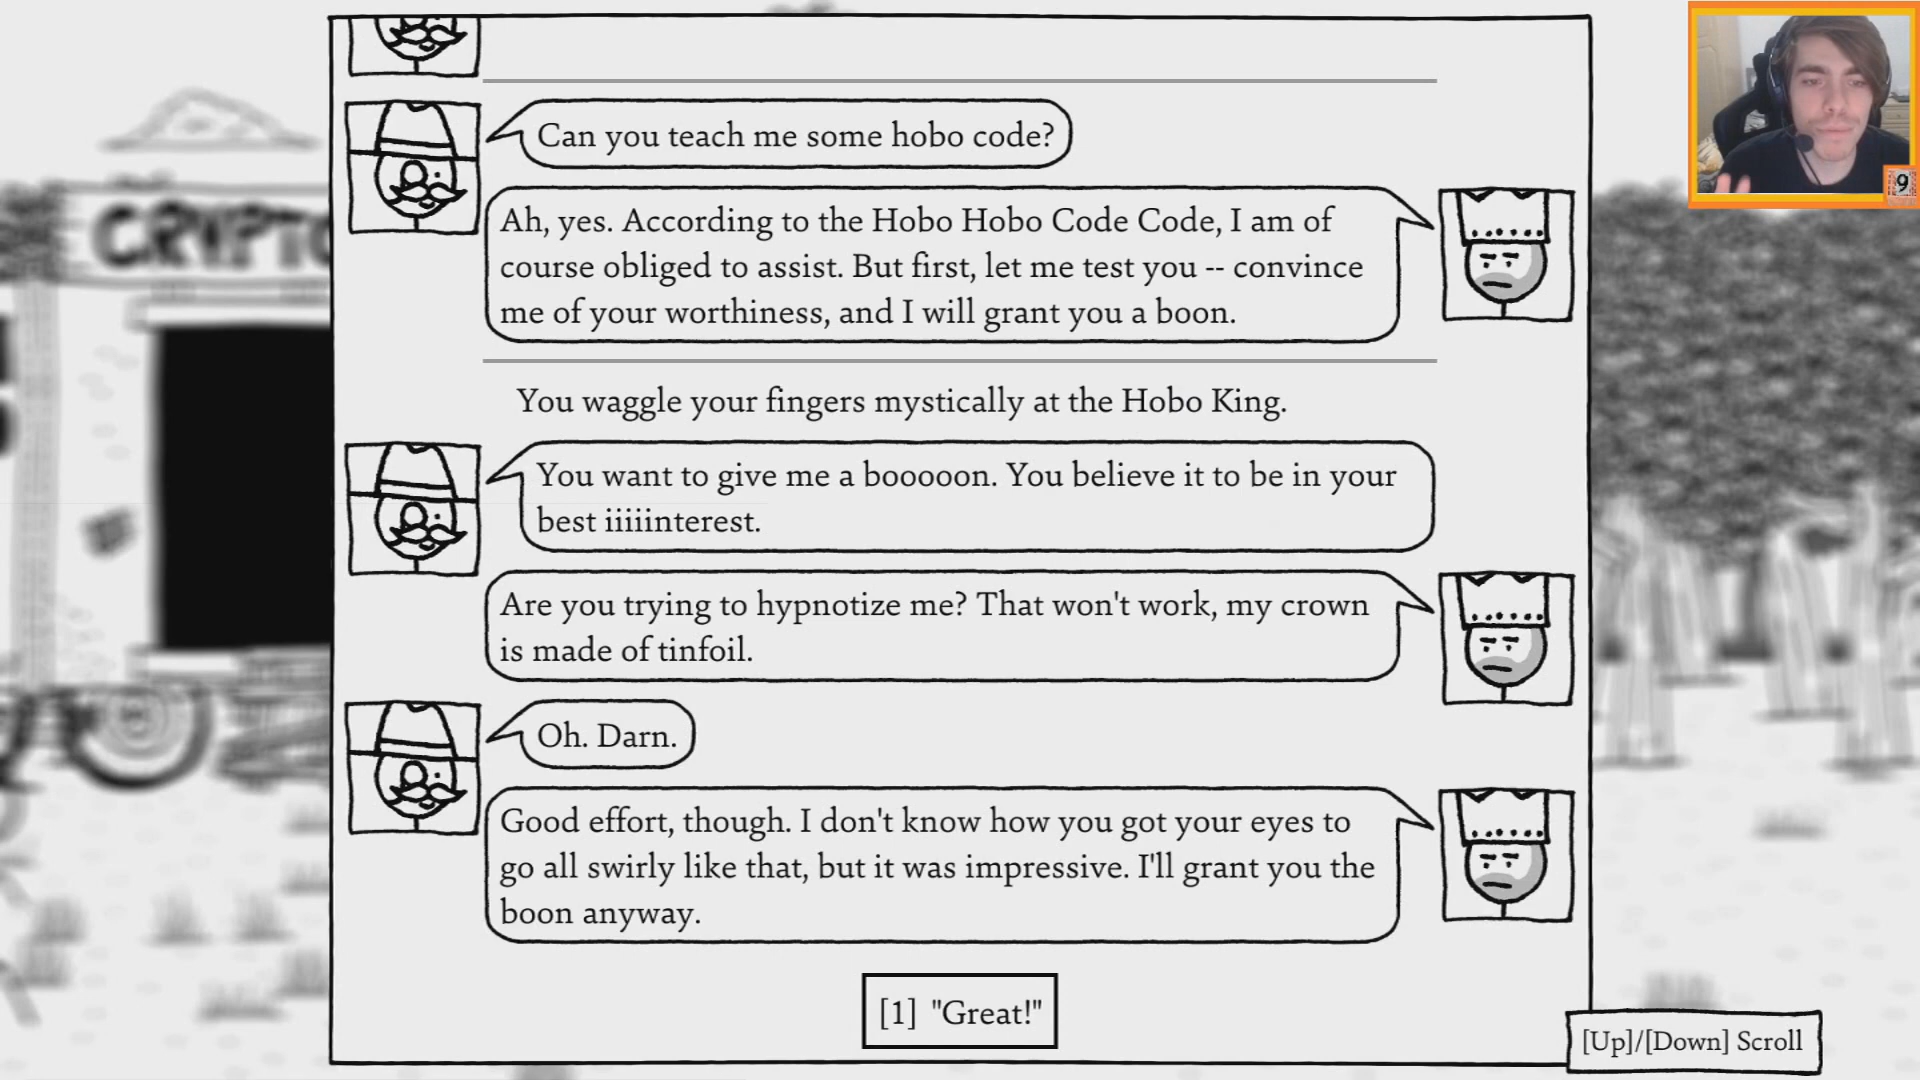 CRYPTO
Can you teach me some hobo code?
Ah, yes. According to the Hobo Hobo Code Code, I am of
course obliged to assist. But first, let me test you -- convince
me of your worthiness, and I will grant you a boon.
You waggle your fingers mystically at the Hobo King.
You want to give me a booooon. You believe it to be in your
best iiiiinterest.
Are you trying to hypnotize me? That won't work, my crown
is made of tinfoil.
Oh. Darn.
Good effort, though. I don't know how you got your eyes to
go all swirly like that, but it was impressive. I'll grant you the
boon anyway.
[1] "Great!"
[Up]/[Down] Scroll
9